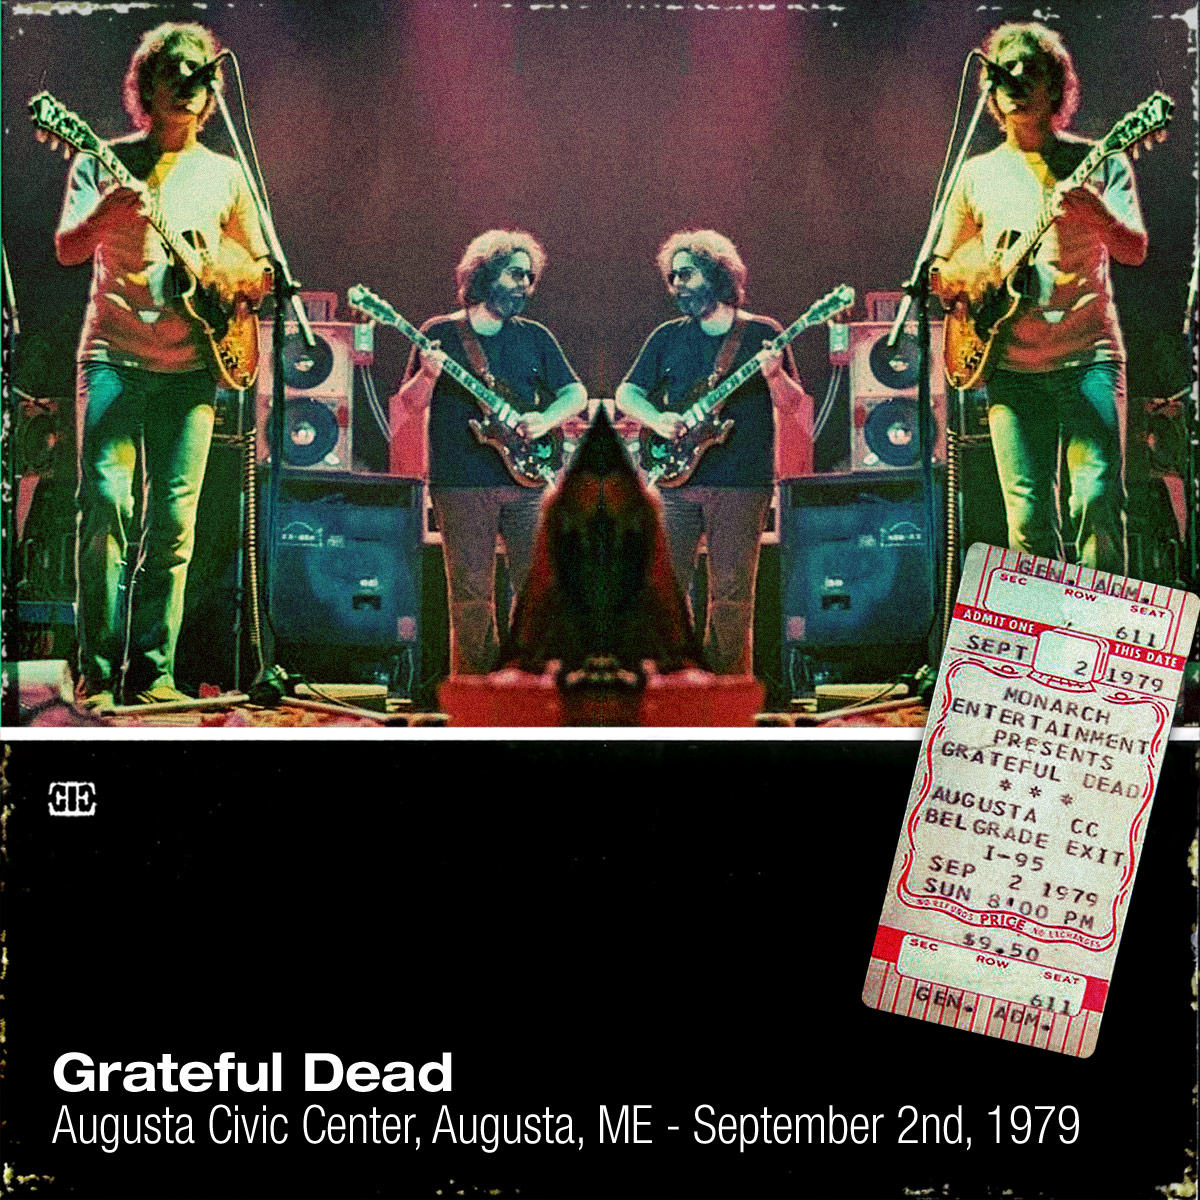 GEN. ADM.
SEC
ROW
SEAT
611
ADMIT ONE
THIS DATE
SEPT 2 1979
MONARCH
ENTERTAINMENT
PRESENTS
GRATEFUL DEAD
* * *
AUGUSTA CC
BELGRADE EXIT
I-95
SEP 2 1979
SUN 8:00 PM
NO REFUNDS PRICE NO EXCHANGES
$9.50
SEC
ROW
SEAT
611
GEN. ADM.
Grateful Dead
Augusta Civic Center, Augusta, ME - September 2nd, 1979